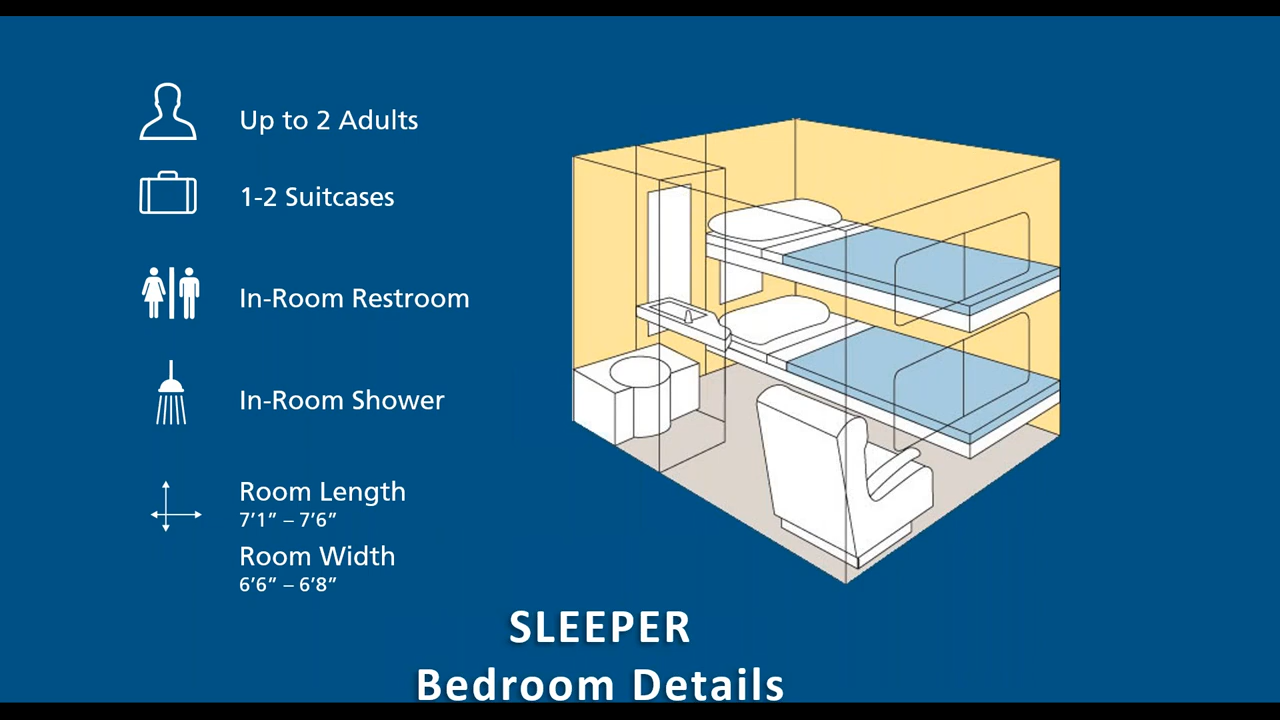 Up to 2 Adults
1-2 Suitcases
In-Room Restroom
In-Room Shower
Room Length
7’1” – 7’6”
Room Width
6’6” – 6’8”
SLEEPER
Bedroom Details